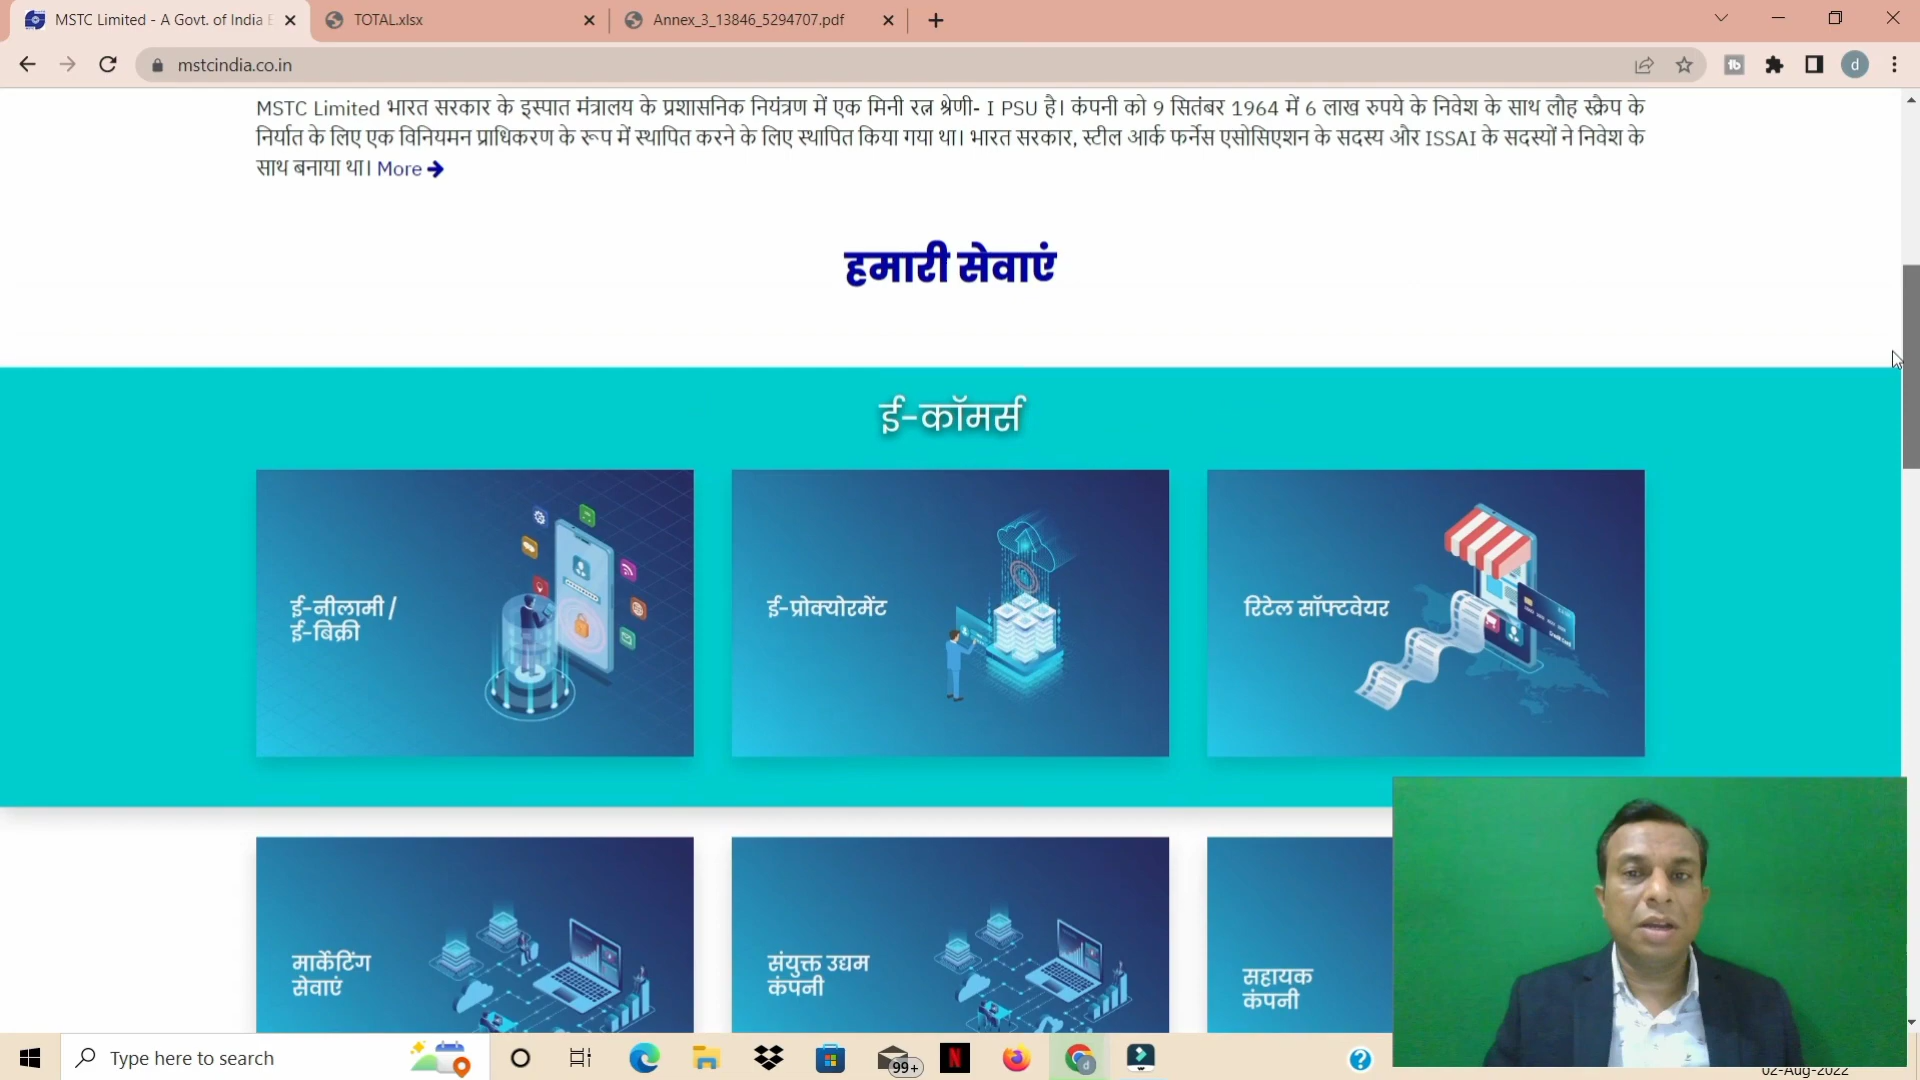 MSTC Limited - A Govt. of India E
TOTAL.xlsx
Annex_3_13846_5294707.pdf
mstcindia.co.in
d
MSTC Limited भारत सरकार के इस्पात मंत्रालय के प्रशासनिक नियंत्रण में एक मिनी रत्न श्रेणी- I PSU है। कंपनी को 9 सितंबर 1964 में 6 लाख रुपये के निवेश के साथ लौह स्क्रैप के
निर्यात के लिए एक विनियमन प्राधिकरण के रूप में स्थापित करने के लिए स्थापित किया गया था। भारत सरकार, स्टील आर्क फर्नेस एसोसिएशन के सदस्य और ISSAI के सदस्यों ने निवेश के
साथ बनाया था। More
हमारी सेवाएं
ई-कॉमर्स
ई-नीलामी /
ई-बिक्री
ई-प्रोक्योरमेंट
रिटेल सॉफ्टवेयर
मार्केटिंग
सेवाएं
संयुक्त उद्यम
कंपनी
सहायक
कंपनी
Type here to search
99+
02-Aug-2022